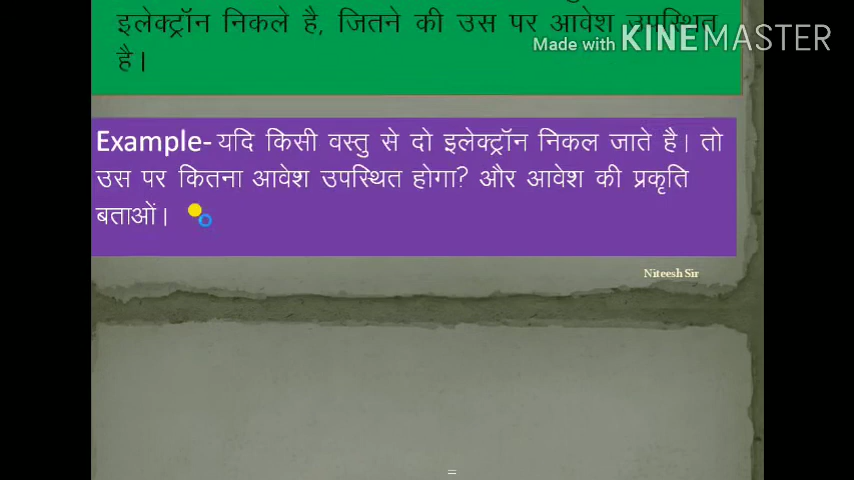 इलेक्ट्रॉन निकले है, जितने की उस पर आवेश उपस्थित
Made with KINEMASTER
है।
Example- यदि किसी वस्तु से दो इलेक्ट्रॉन निकल जाते है। तो
उस पर कितना आवेश उपस्थित होगा? और आवेश की प्रकृति
बताओं।
Niteesh Sir